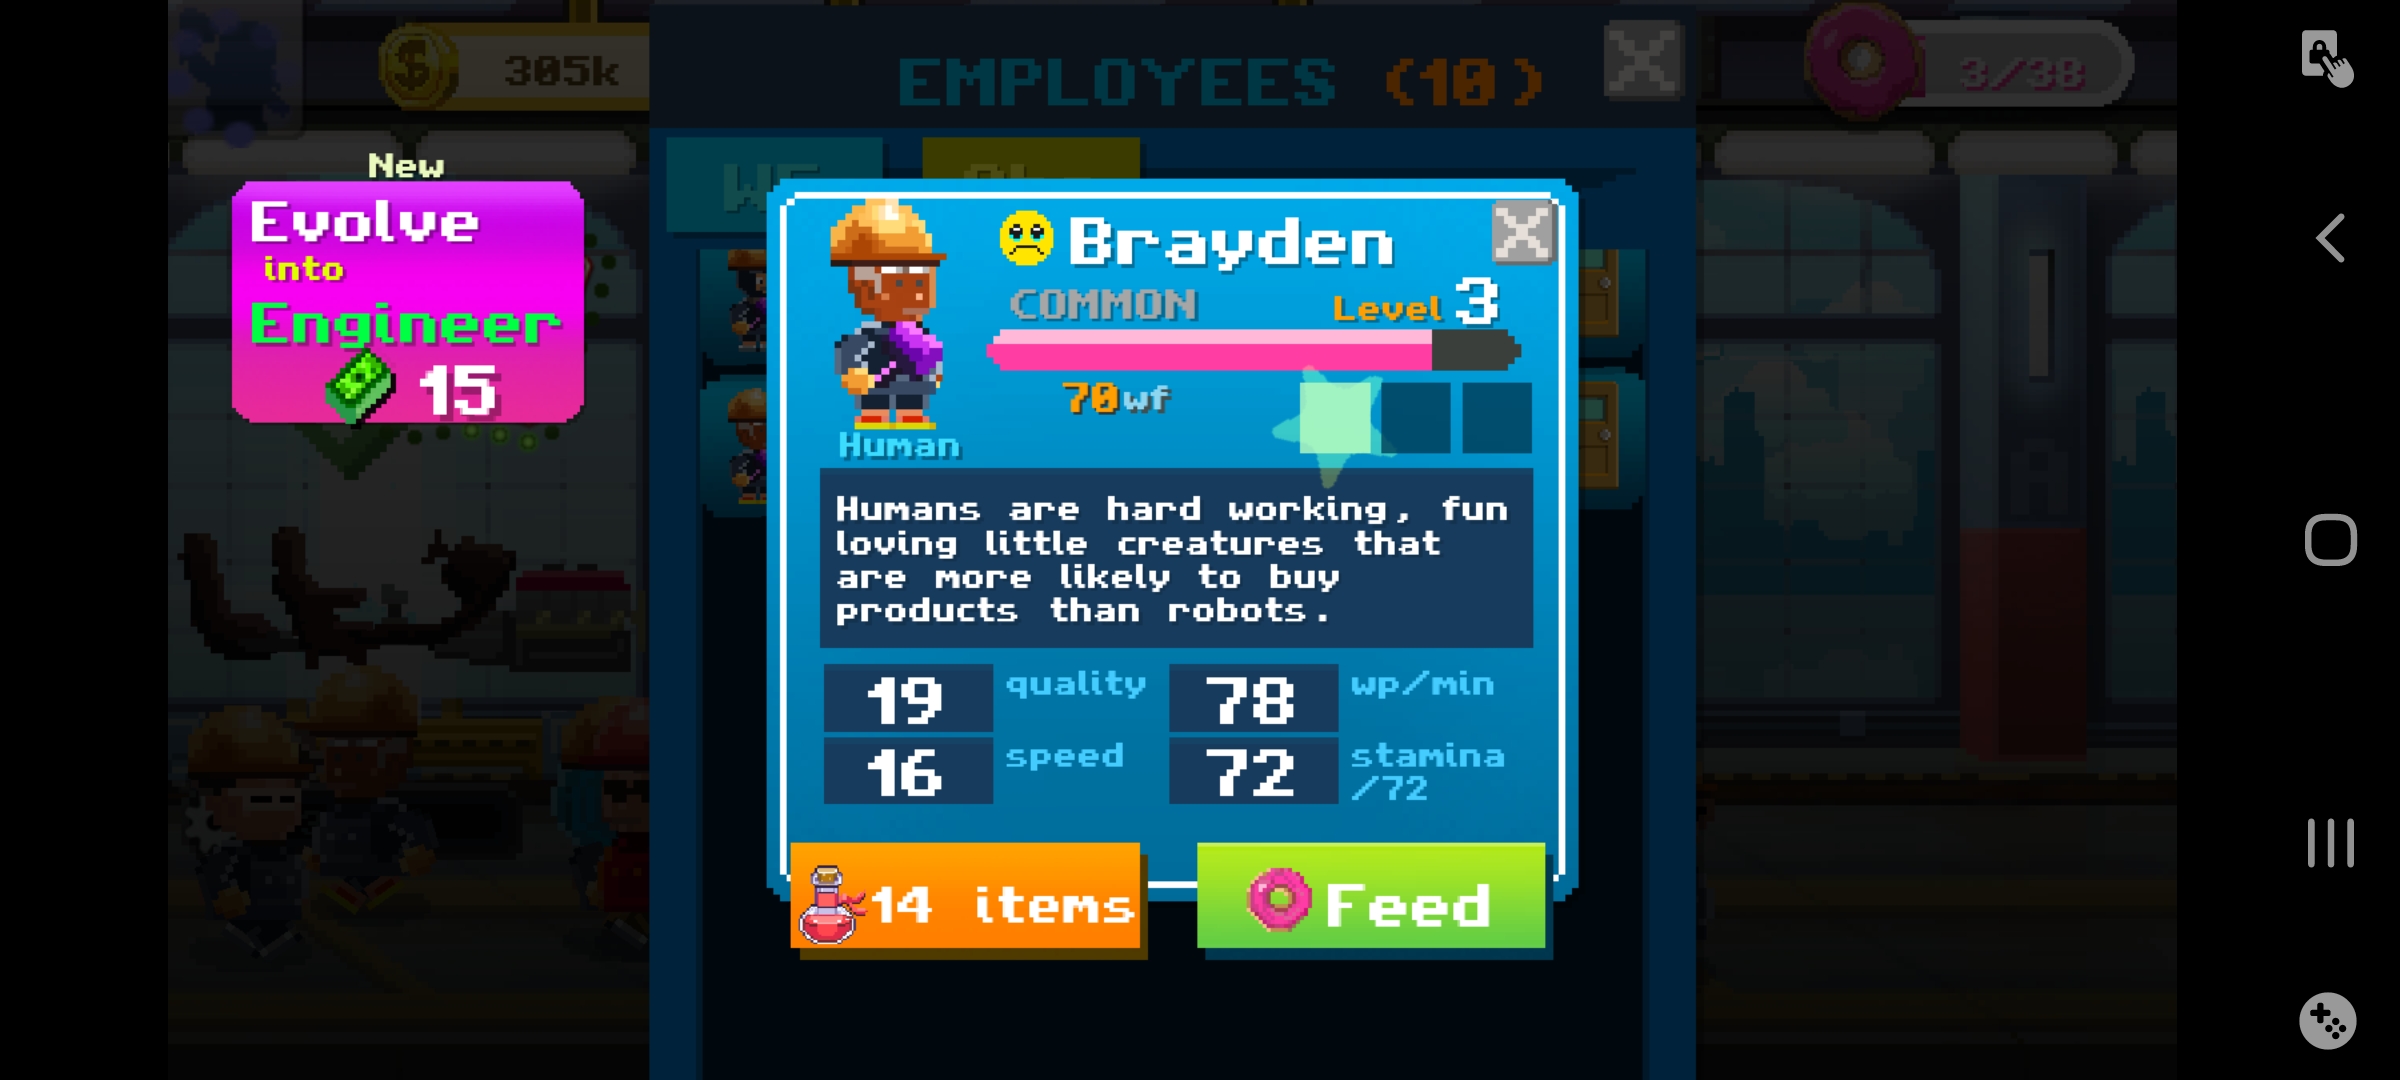 305k
EMPLOYEES (10)
3/38
New
Evolve
into
Engineer
15
Brayden
COMMON
Level 3
70wf
Human
Humans are hard working, fun
loving little creatures that
are more likely to buy
products than robots.
19 quality
78 wp/min
16 speed
72 stamina
/72
14 items
Feed